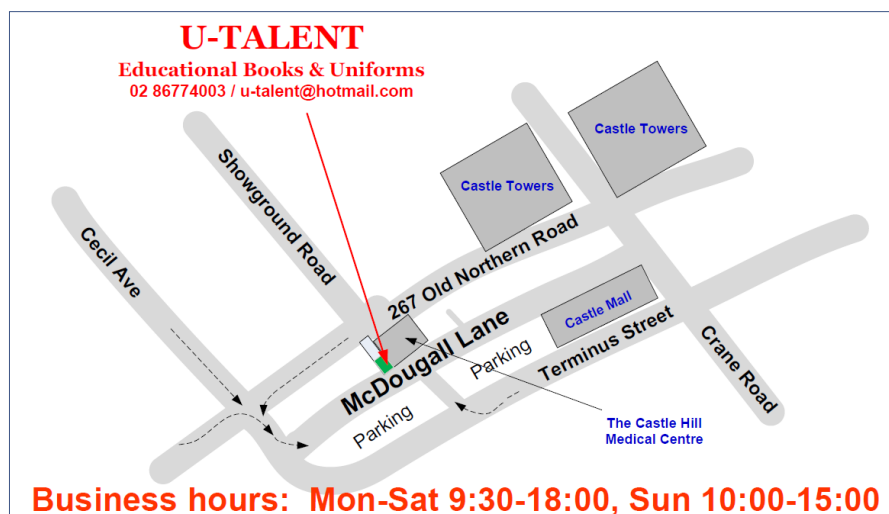 U-TALENT
Educational Books & Uniforms
02 86774003 / u-talent@hotmail.com
Castle Towers
Castle Towers
Showground Road
Cecil Ave
267 Old Northern Road
McDougall Lane
Castle Mall
Parking
Terminus Street
Crane Road
Parking
The Castle Hill
Medical Centre
Business hours: Mon-Sat 9:30-18:00, Sun 10:00-15:00